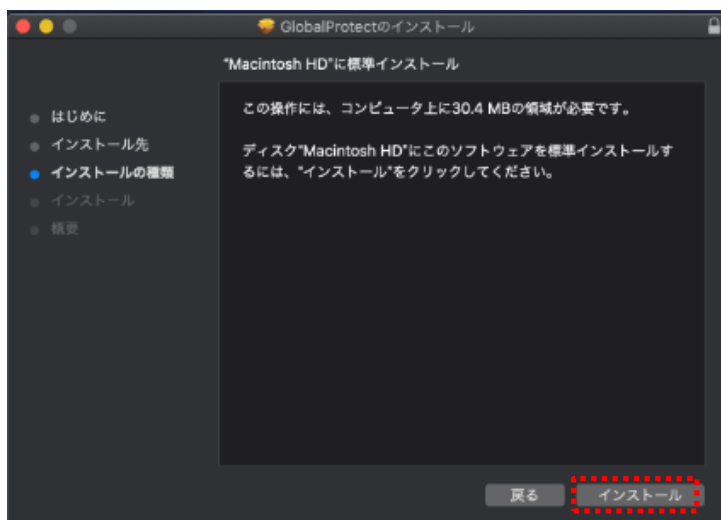 GlobalProtectのインストール
"Macintosh HD"に標準インストール
はじめに
インストール先
インストールの種類
インストール
概要
この操作には、コンピュータ上に30.4 MBの領域が必要です。
ディスク"Macintosh HD"にこのソフトウェアを標準インストールす
るには、"インストール"をクリックしてください。
戻る
インストール